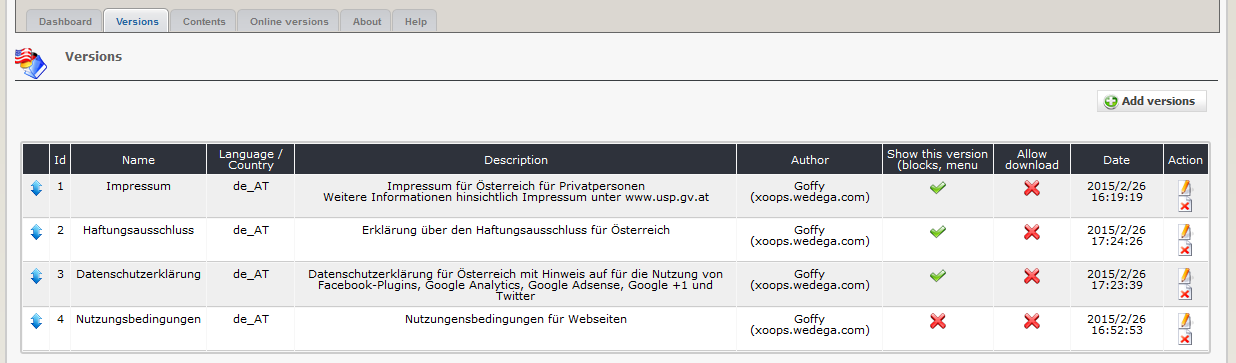 Dashboard Versions Contents Online versions About Help
Versions
Add versions
Id Name Language / Country Description Author Show this version (blocks, menu Allow download Date Action
1 Impressum de_AT Impressum für Österreich für Privatpersonen Goffy 2015/2/26
Weitere Informationen hinsichtlich Impressum unter www.usp.gv.at (xoops.wedega.com) 16:19:19
2 Haftungsausschluss de_AT Erklärung über den Haftungsausschluss für Österreich Goffy 2015/2/26
(xoops.wedega.com) 17:24:26
3 Datenschutzerklärung de_AT Datenschutzerklärung für Österreich mit Hinweis auf für die Nutzung von Goffy 2015/2/26
Facebook-Plugins, Google Analytics, Google Adsense, Google +1 und (xoops.wedega.com) 17:23:39
Twitter
4 Nutzungsbedingungen de_AT Nutzungensbedingungen für Webseiten Goffy 2015/2/26
(xoops.wedega.com) 16:52:53